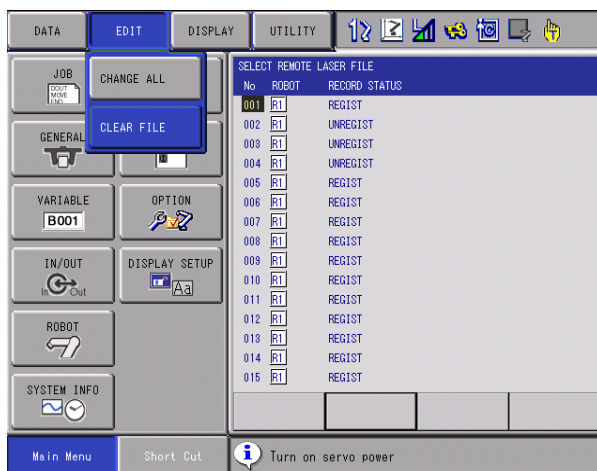 DATA EDIT DISPLAY UTILITY
JOB
DOUT
MOVE
END
CHANGE ALL
CLEAR FILE
GENERAL
VARIABLE
B001
OPTION
IN/OUT
In Out
DISPLAY SETUP
Aa
ROBOT
SYSTEM INFO
SELECT REMOTE LASER FILE
No ROBOT RECORD STATUS
001 R1 REGIST
002 R1 UNREGIST
003 R1 UNREGIST
004 R1 UNREGIST
005 R1 REGIST
006 R1 REGIST
007 R1 REGIST
008 R1 REGIST
009 R1 REGIST
010 R1 REGIST
011 R1 REGIST
012 R1 REGIST
013 R1 REGIST
014 R1 REGIST
015 R1 REGIST
Main Menu Short Cut Turn on servo power